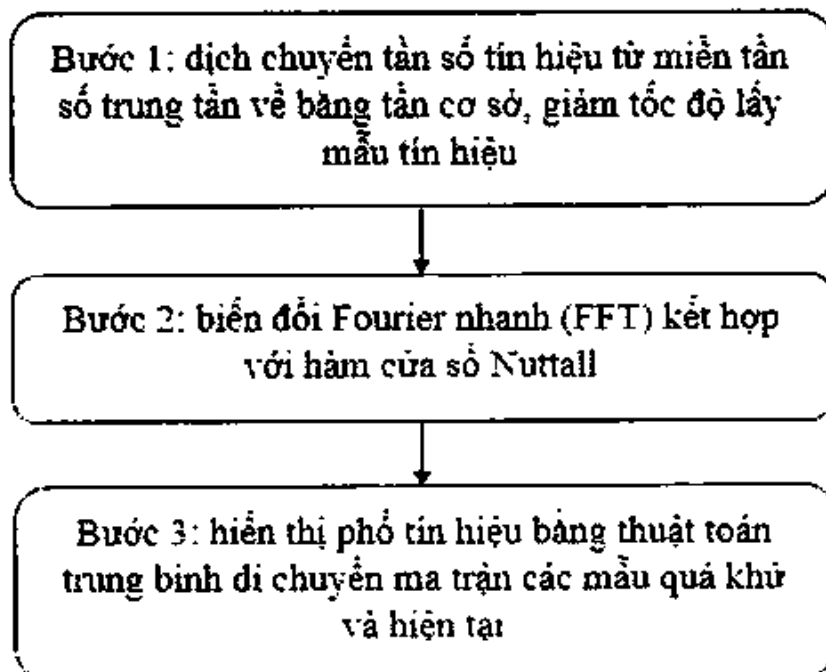 Bước 1: dịch chuyển tần số tín hiệu từ miền tần
số trung tần về băng tần cơ sở, giảm tốc độ lấy
mẫu tín hiệu
Bước 2: biến đổi Fourier nhanh (FFT) kết hợp
với hàm cửa sổ Nuttall
Bước 3: hiển thị phổ tín hiệu bằng thuật toán
trung bình di chuyển ma trận các mẫu quá khứ
và hiện tại